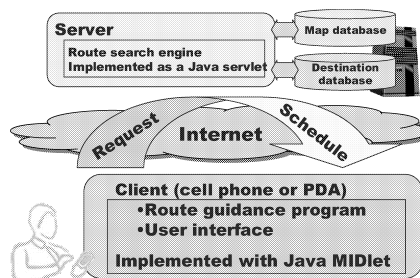 Server
Route search engine
Implemented as a Java servlet
Map database
Destination
database
Request
Internet
Schedule
Client (cell phone or PDA)
•Route guidance program
•User interface
Implemented with Java MIDlet